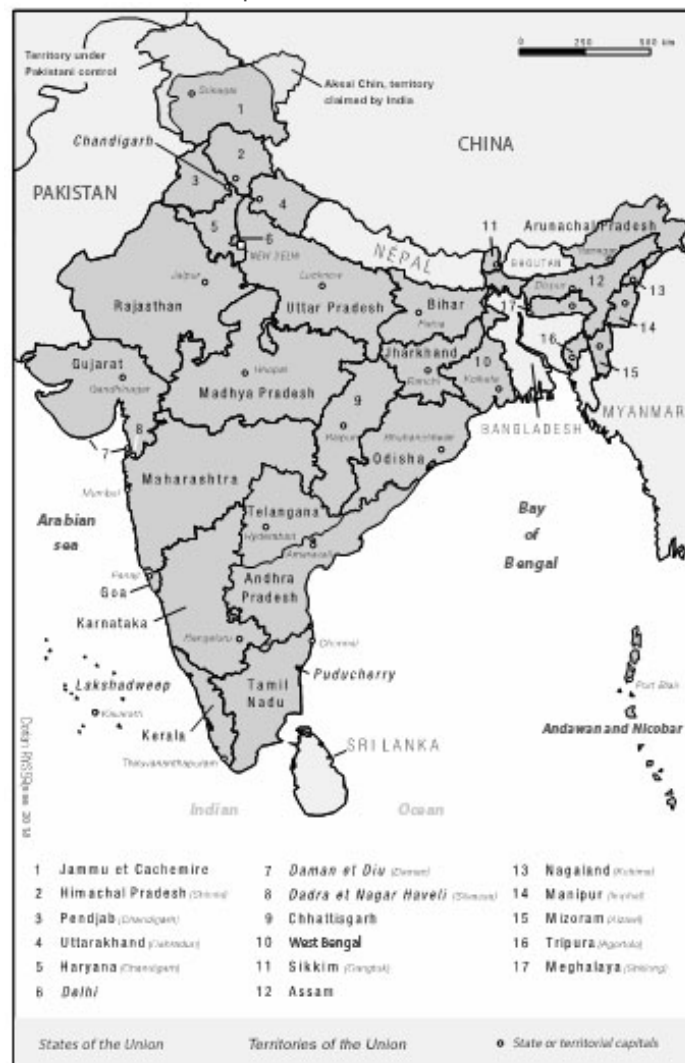 Territory under
Pakistani control
0 250 500 km
Aksai Chin, territory
claimed by India
Srinagar
1
CHINA
Chandigarh
2
PAKISTAN
3
4
5
6
NEW DELHI
NÉPAL
11
Arunachal Pradesh
Itanagar
BHOUTAN
12
Dispur
13
Jaipur
Rajasthan
Lucknow
Uttar Pradesh
Bihar
Patna
17
14
16
15
Gujarat
Gandhinagar
Bhopal
Madhya Pradesh
Jharkhand
Ranchi
10
Kolkata
9
Raipur
BANGLADESH
MYANMAR
8
7
Bhubaneshwar
Odisha
Maharashtra
Mumbai
Telangana
Hyderabad
Arabian
sea
Bay
of
Bengal
8
(Amaravati)
Panaji
Goa
Andhra
Pradesh
Karnataka
Bengaluru
Chennai
Puducherry
Lakshadweep
Kavaratti
Tamil
Nadu
Port Blair
Kerala
Andawan and Nicobar
SRI LANKA
Thiruvananthapuram
Indian Ocean
1 Jammu et Cachemire
2 Himachal Pradesh (Shimla)
3 Pendjab (Chandigarh)
4 Uttarakhand (Dehradun)
5 Haryana (Chandigarh)
6 Delhi
7 Daman et Diu (Daman)
8 Dadra et Nagar Haveli (Silvassa)
9 Chhattisgarh
10 West Bengal
11 Sikkim (Gangtok)
12 Assam
13 Nagaland (Kohima)
14 Manipur (Imphal)
15 Mizoram (Aizawl)
16 Tripura (Agartala)
17 Meghalaya (Shillong)
States of the Union Territories of the Union State or territorial capitals